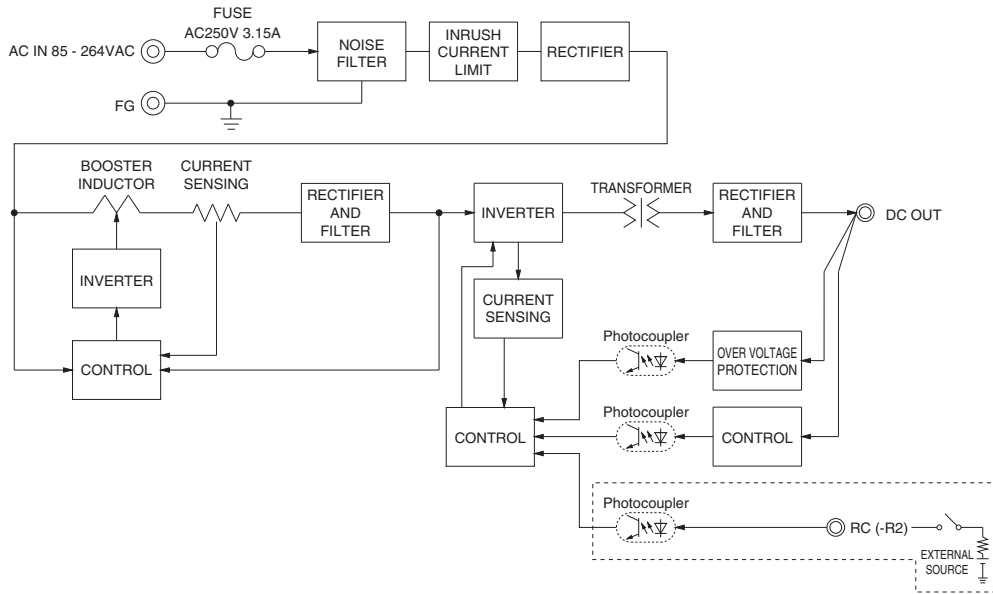 FUSE
AC250V 3.15A
AC IN 85 - 264VAC
NOISE
FILTER
INRUSH
CURRENT
LIMIT
RECTIFIER
FG
BOOSTER
INDUCTOR
CURRENT
SENSING
RECTIFIER
AND
FILTER
INVERTER
TRANSFORMER
RECTIFIER
AND
FILTER
DC OUT
INVERTER
CURRENT
SENSING
CONTROL
Photocoupler
OVER VOLTAGE
PROTECTION
Photocoupler
CONTROL
CONTROL
Photocoupler
RC (-R2)
EXTERNAL
SOURCE